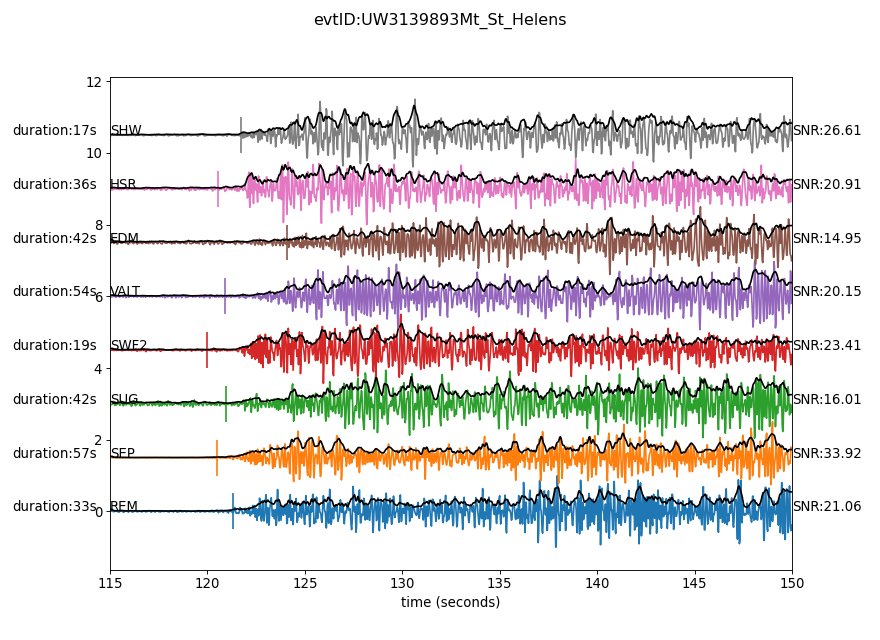 evtID:UW3139893Mt_St_Helens
12
duration:17s SHW SNR:26.61
10
duration:36s HSR SNR:20.91
8
duration:42s EDM SNR:14.95
duration:54s VALT SNR:20.15
6
duration:19s SWF2 SNR:23.41
4
duration:42s SUG SNR:16.01
2
duration:57s SEP SNR:33.92
duration:33s REM SNR:21.06
0
115 120 125 130 135 140 145 150
time (seconds)